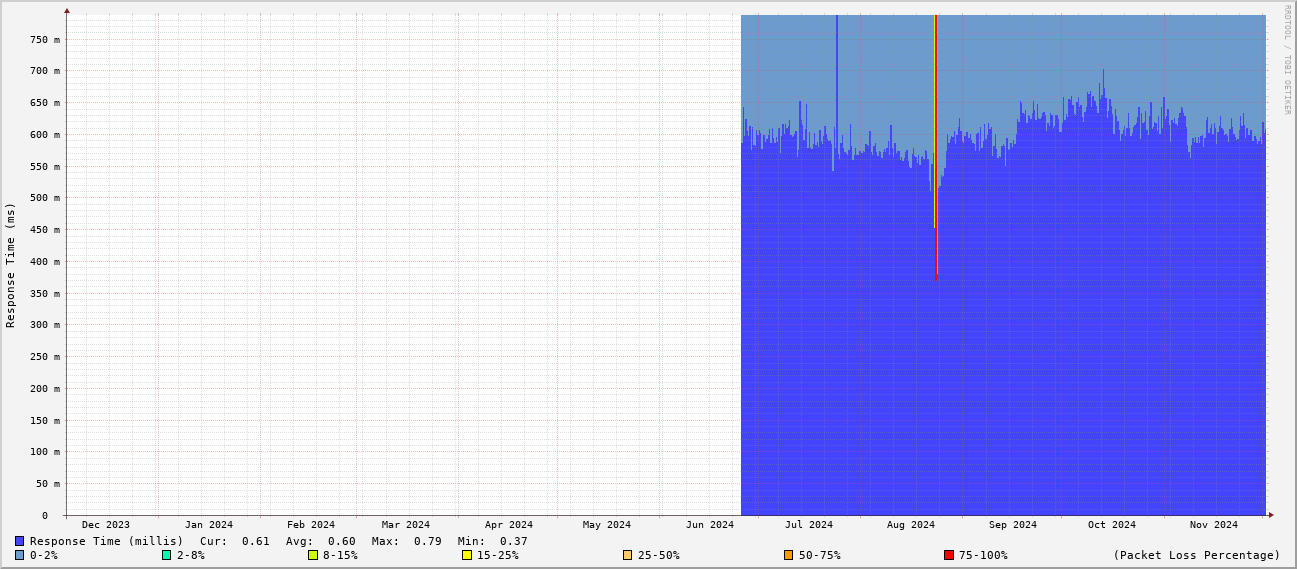 RRDTOOL / TOBI OETIKER
Response Time (ms)
750 m
700 m
650 m
600 m
550 m
500 m
450 m
400 m
350 m
300 m
250 m
200 m
150 m
100 m
50 m
0
Dec 2023 Jan 2024 Feb 2024 Mar 2024 Apr 2024 May 2024 Jun 2024 Jul 2024 Aug 2024 Sep 2024 Oct 2024 Nov 2024
Response Time (millis) Cur: 0.61 Avg: 0.60 Max: 0.79 Min: 0.37
0-2% 2-8% 8-15% 15-25% 25-50% 50-75% 75-100% (Packet Loss Percentage)